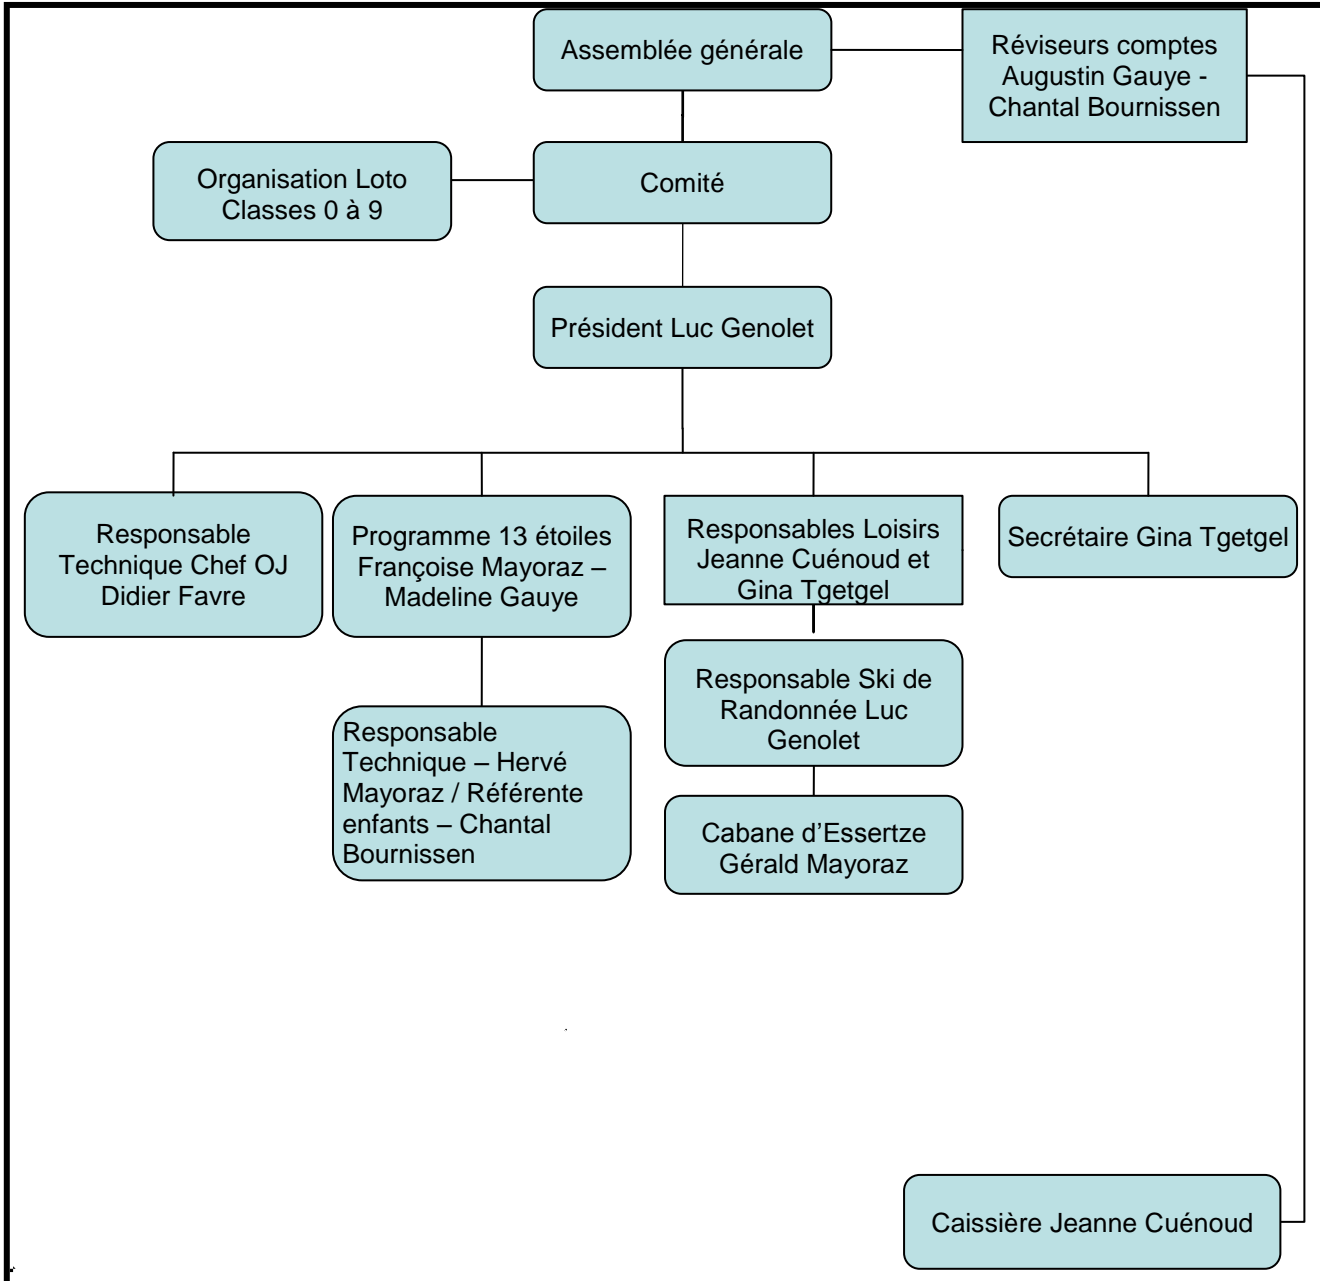 Assemblée générale
Réviseurs comptes
Augustin Gauye -
Chantal Bournissen
Organisation Loto
Classes 0 à 9
Comité
Président Luc Genolet
Responsable
Technique Chef OJ
Didier Favre
Programme 13 étoiles
Françoise Mayoraz –
Madeline Gauye
Responsables Loisirs
Jeanne Cuénoud et
Gina Tgetgel
Secrétaire Gina Tgetgel
Responsable
Technique – Hervé
Mayoraz / Référente
enfants – Chantal
Bournissen
Responsable Ski de
Randonnée Luc
Genolet
Cabane d’Essertze
Gérald Mayoraz
Caissière Jeanne Cuénoud